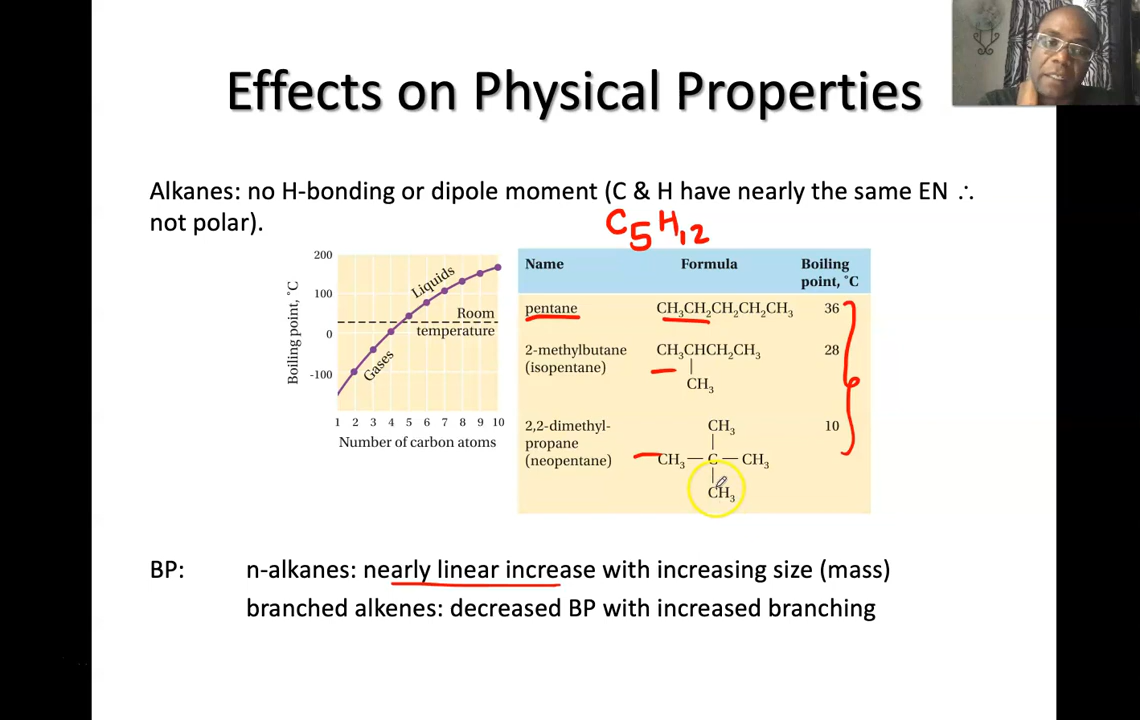 Effects on Physical Properties
Alkanes: no H-bonding or dipole moment (C & H have nearly the same EN ∴
not polar).
C5H12
200
100
0
-100
Boiling point, ˚C
Liquids
Room
temperature
Gases
1 2 3 4 5 6 7 8 9 10
Number of carbon atoms
Name Formula Boiling
point, ˚C
pentane CH₃CH₂CH₂CH₂CH₃ 36
2-methylbutane CH₃CHCH₂CH₃ 28
(isopentane)
CH₃
2,2-dimethyl- CH₃ 10
propane
(neopentane) CH₃—C—CH₃
CH₃
BP: n-alkanes: nearly linear increase with increasing size (mass)
branched alkenes: decreased BP with increased branching